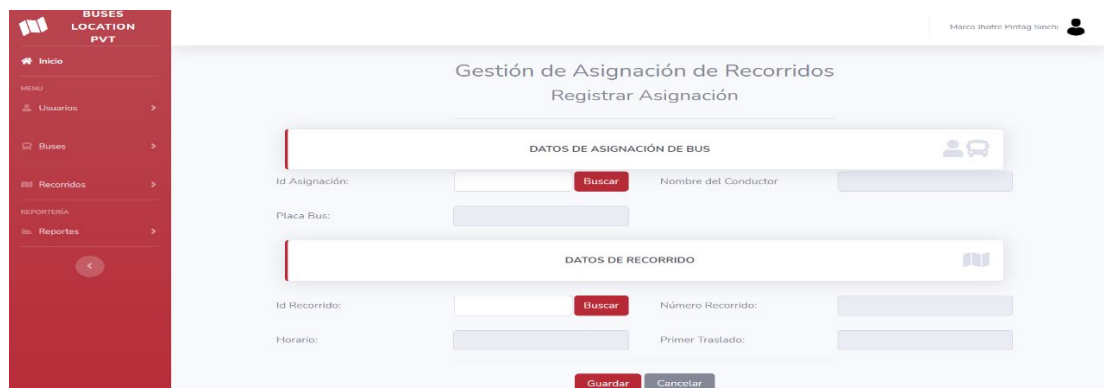 BUSES
LOCATION
PVT
Inicio
MENU
Usuarios
Buses
Recorridos
REPORTERÍA
Reportes
Marco Jhofre Pintag
Gestión de Asignación de Recorridos
Registrar Asignación
DATOS DE ASIGNACIÓN DE BUS
Id Asignación: Buscar Nombre del Conductor
Placa Bus:
DATOS DE RECORRIDO
Id Recorrido: Buscar Número Recorrido:
Horario: Primer Traslado:
Guardar Cancelar